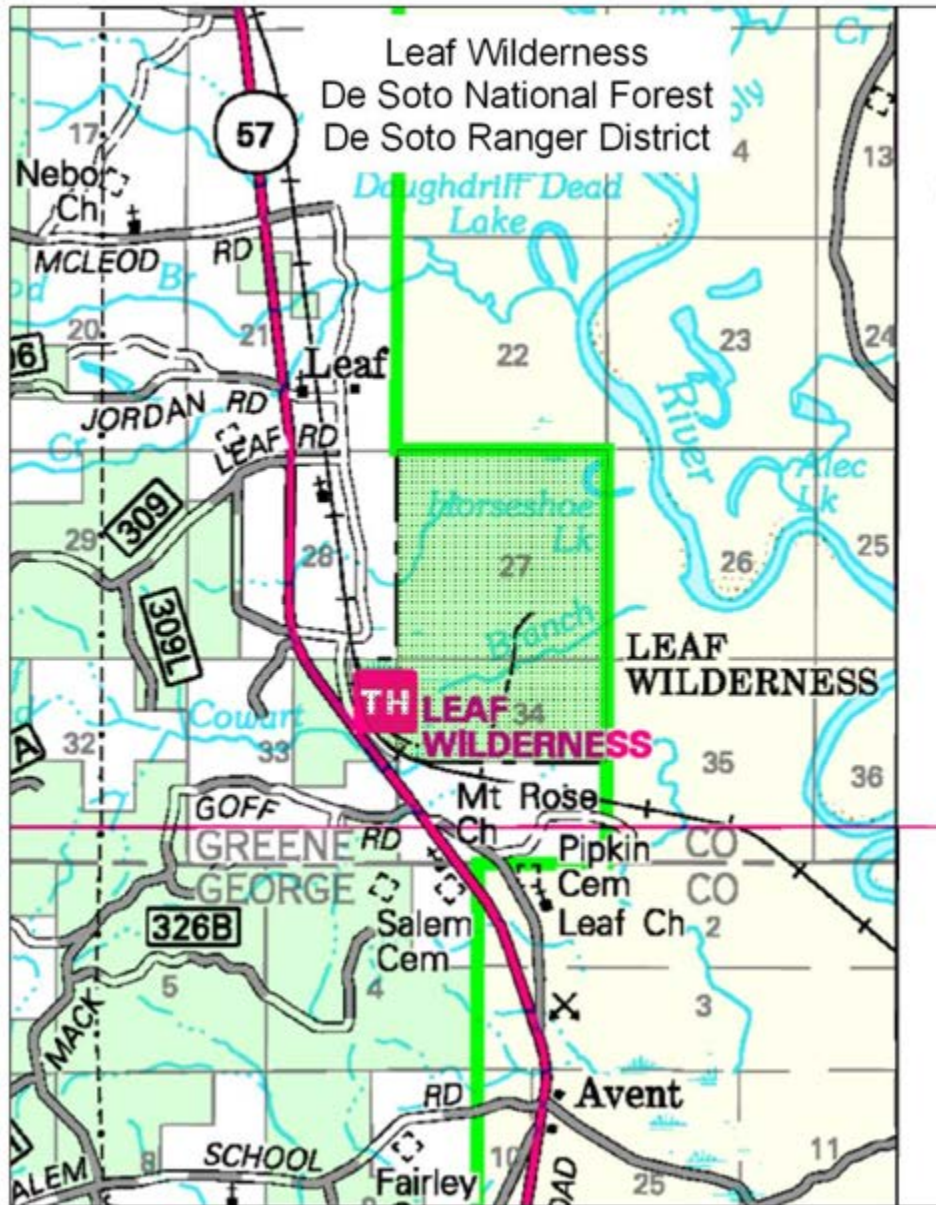 Leaf Wilderness
De Soto National Forest
De Soto Ranger District
Cr
17
57
4
13
Nebo
Ch
Daughdriff Dead
Lake
MCLEOD RD
Br
20
21
22
23
24
Leaf
JORDAN RD
River
Cr
LEAF RD
Alec
Lk
309
Horseshoe
Lk
29
28
27
26
25
309L
Branch
LEAF
WILDERNESS
TH
LEAF
WILDERNESS
34
Cowart
A
32
33
35
36
GOFF
RD
Mt Rose
Ch
GREENE
CO
GEORGE
CO
Pipkin
Cem
Leaf Ch
326B
Salem
Cem
2
5
4
3
MACK
RD
Avent
8
SCHOOL
10
11
ALEM
Fairley
25